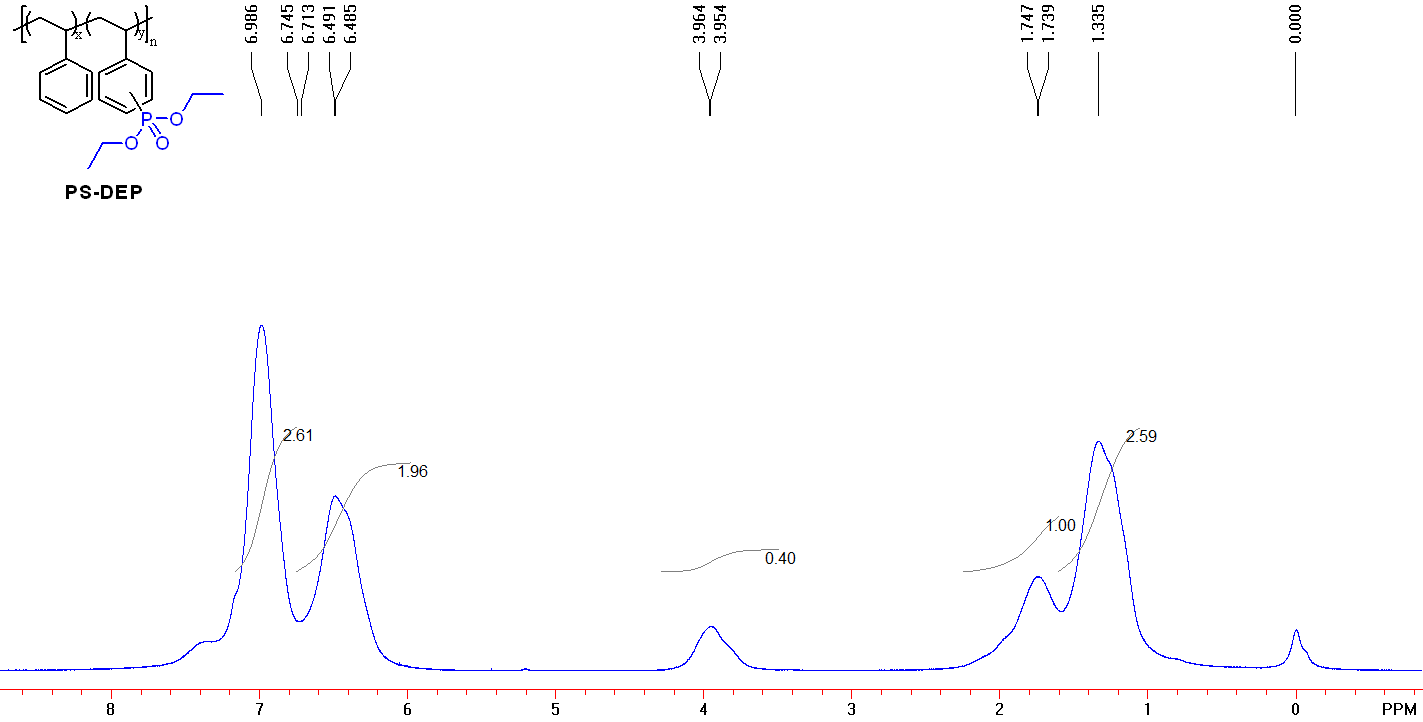 6.986 6.745 6.713 6.491 6.485 3.964 3.954 1.747 1.739 1.335 0.000
[( )x( )y]n
P O
O O
PS-DEP
2.61 1.96 0.40 1.00 2.59
8 7 6 5 4 3 2 1 0 PPM